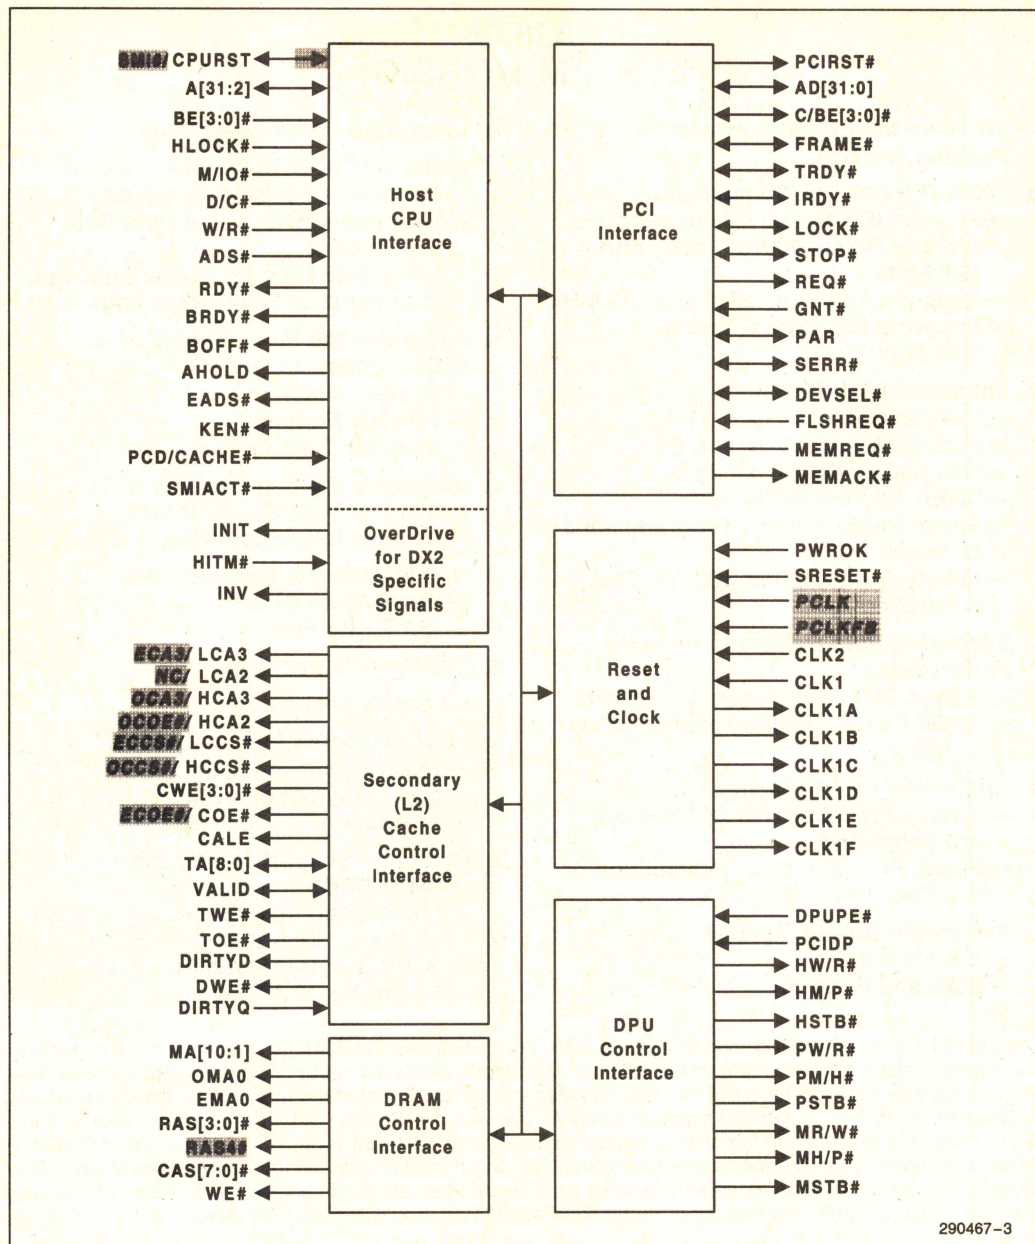 SMI#/ CPURST
A[31:2]
BE[3:0]#
HLOCK#
M/IO#
D/C#
W/R#
ADS#
RDY#
BRDY#
BOFF#
AHOLD
EADS#
KEN#
PCD/CACHE#
SMIACT#
Host
CPU
Interface
INIT
HITM#
INV
OverDrive
for DX2
Specific
Signals
ECA3/ LCA3
NC/ LCA2
OCA3/ HCA3
OCOE#/ HCA2
ECCS#/ LCCS#
OCCS#/ HCCS#
CWE[3:0]#
ECOE#/ COE#
CALE
TA[8:0]
VALID
TWE#
TOE#
DIRTYD
DWE#
DIRTYQ
Secondary
(L2)
Cache
Control
Interface
MA[10:1]
OMA0
EMA0
RAS[3:0]#
RAS4#
CAS[7:0]#
WE#
DRAM
Control
Interface
PCI
Interface
PCIRST#
AD[31:0]
C/BE[3:0]#
FRAME#
TRDY#
IRDY#
LOCK#
STOP#
REQ#
GNT#
PAR
SERR#
DEVSEL#
FLSHREQ#
MEMREQ#
MEMACK#
Reset
and
Clock
PWROK
SRESET#
PCLK
PCLKFB
CLK2
CLK1
CLK1A
CLK1B
CLK1C
CLK1D
CLK1E
CLK1F
DPU
Control
Interface
DPUPE#
PCIDP
HW/R#
HM/P#
HSTB#
PW/R#
PM/H#
PSTB#
MR/W#
MH/P#
MSTB#
290467-3